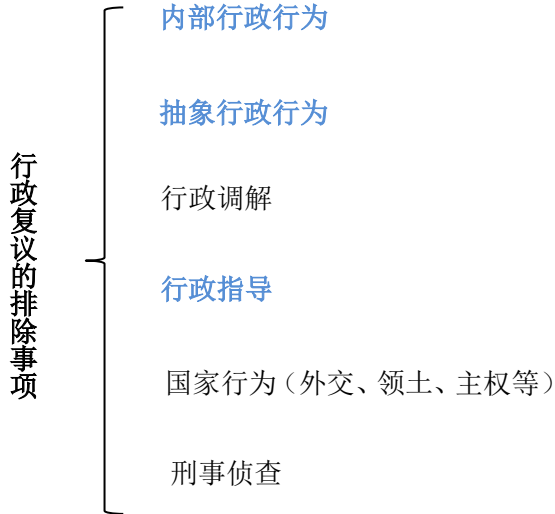 行政复议的排除事项
内部行政行为
抽象行政行为
行政调解
行政指导
国家行为（外交、领土、主权等）
刑事侦查